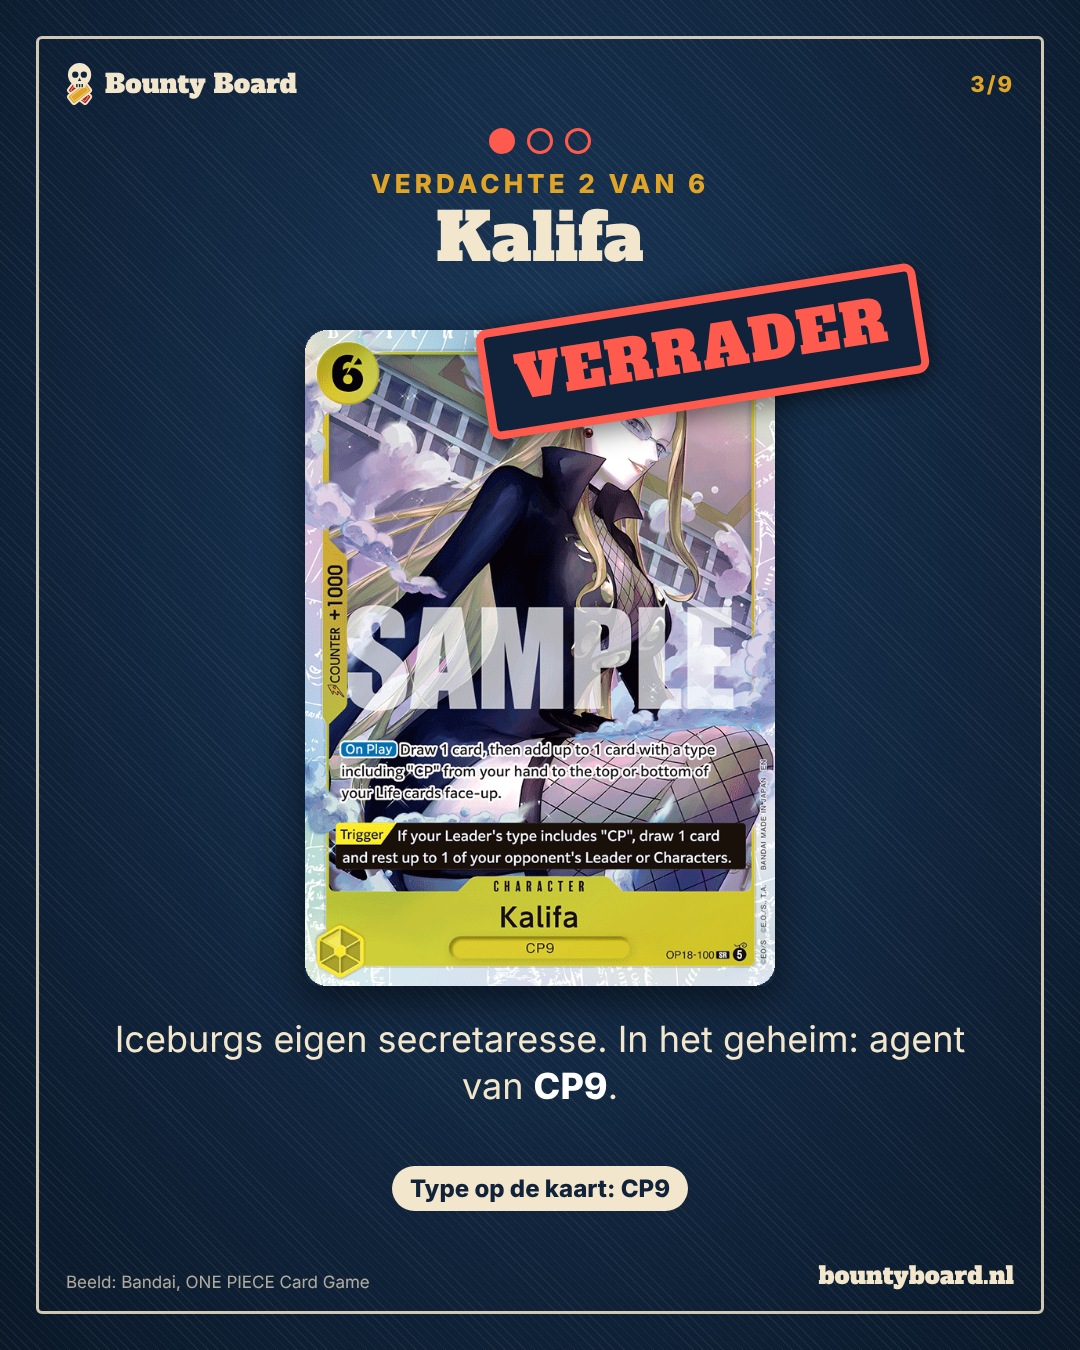 Bounty Board
3/9
VERDACHTE 2 VAN 6
Kalifa
VERRADER
6
COUNTER +1000
SAMPLE
On Play Draw 1 card, then add up to 1 card with a type
including "CP" from your hand to the top or bottom of
your Life cards face-up.
Trigger If your Leader's type includes "CP", draw 1 card
and rest up to 1 of your opponent's Leader or Characters.
CHARACTER
Kalifa
CP9
OP18-100 SR 5
©E.O./S., T.A. BANDAI MADE IN JAPAN EN
Iceburgs eigen secretaresse. In het geheim: agent
van CP9.
Type op de kaart: CP9
Beeld: Bandai, ONE PIECE Card Game
bountyboard.nl